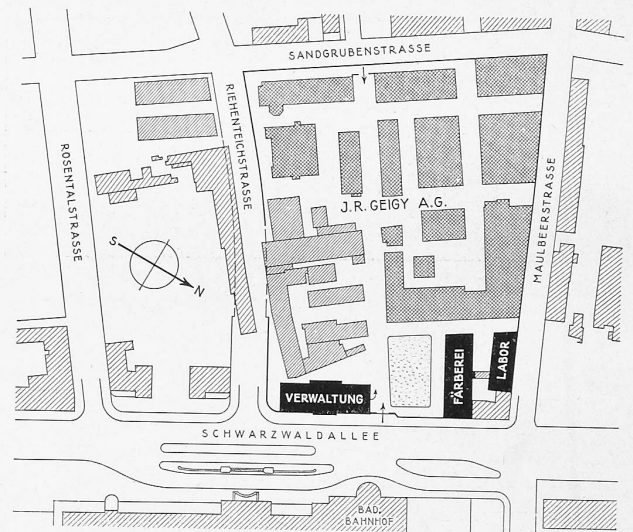 SANDGRUBENSTRASSE
RIEHENTEICHSTRASSE
ROSENTALSTRASSE
MAULBEERSTRASSE
J.R. GEIGY A.G.
S
N
VERWALTUNG
FÄRBEREI
LABOR
SCHWARZWALDALLEE
BAD.
BAHNHOF